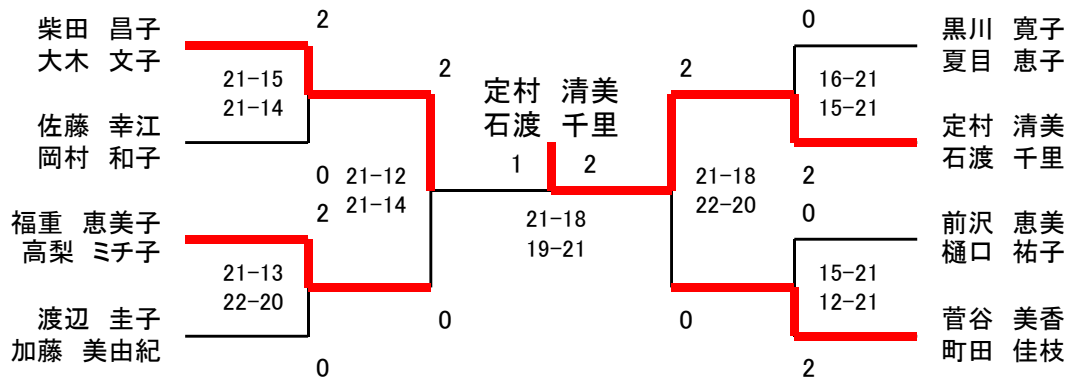 柴田 昌子
大木 文子
2
21-15
21-14
佐藤 幸江
岡村 和子
0
福重 恵美子
高梨 ミチ子
2
21-13
22-20
渡辺 圭子
加藤 美由紀
0
2
21-12
21-14
0
定村 清美
石渡 千里
1
2
21-18
19-21
2
21-18
22-20
0
0
黒川 寛子
夏目 恵子
16-21
15-21
定村 清美
石渡 千里
2
0
前沢 恵美
樋口 祐子
15-21
12-21
菅谷 美香
町田 佳枝
2